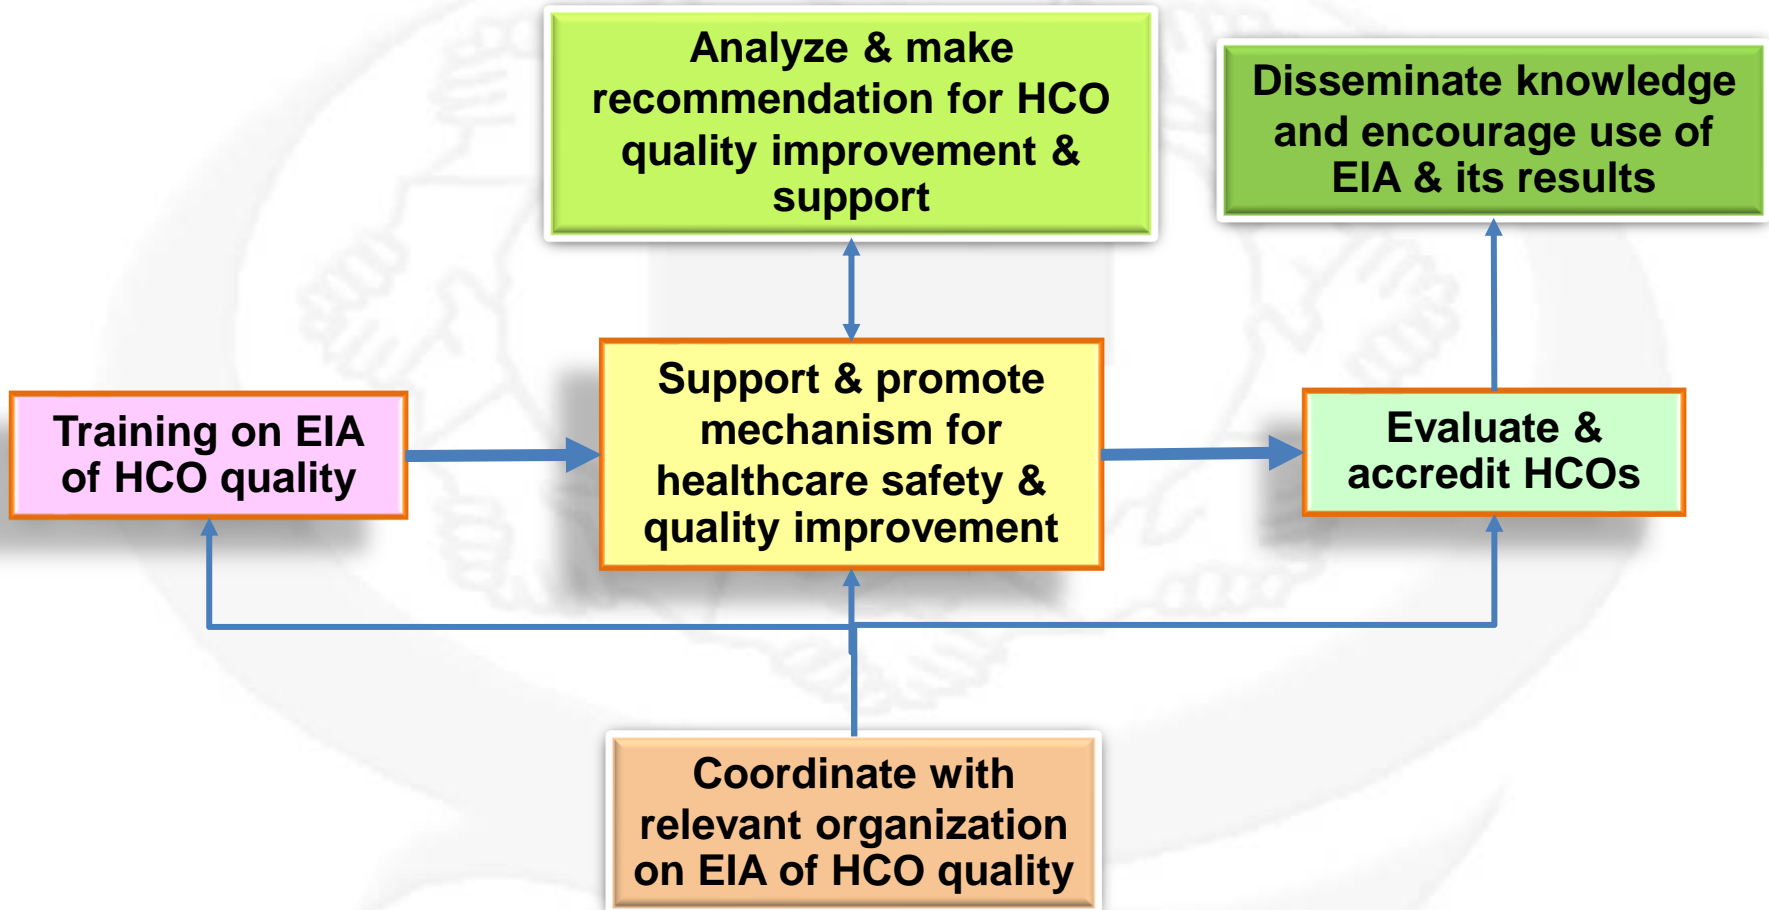 Analyze & make
recommendation for HCO
quality improvement &
support
Disseminate knowledge
and encourage use of
EIA & its results
Training on EIA
of HCO quality
Support & promote
mechanism for
healthcare safety &
quality improvement
Evaluate &
accredit HCOs
Coordinate with
relevant organization
on EIA of HCO quality